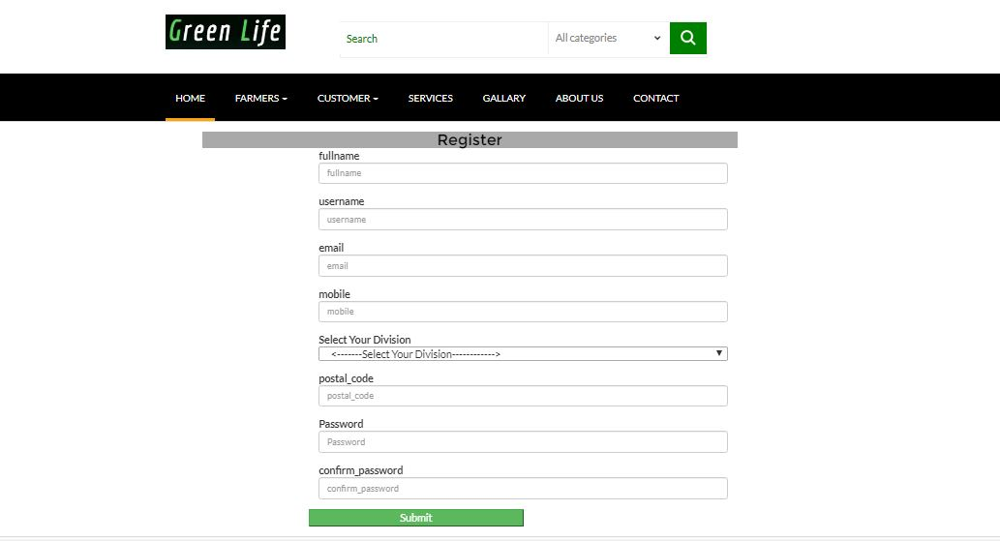 Green Life
Search
All categories
HOME FARMERS CUSTOMER SERVICES GALLARY ABOUT US CONTACT
Register
fullname
fullname
username
username
email
email
mobile
mobile
Select Your Division
<-------Select Your Division------------>
postal_code
postal_code
Password
Password
confirm_password
confirm_password
Submit